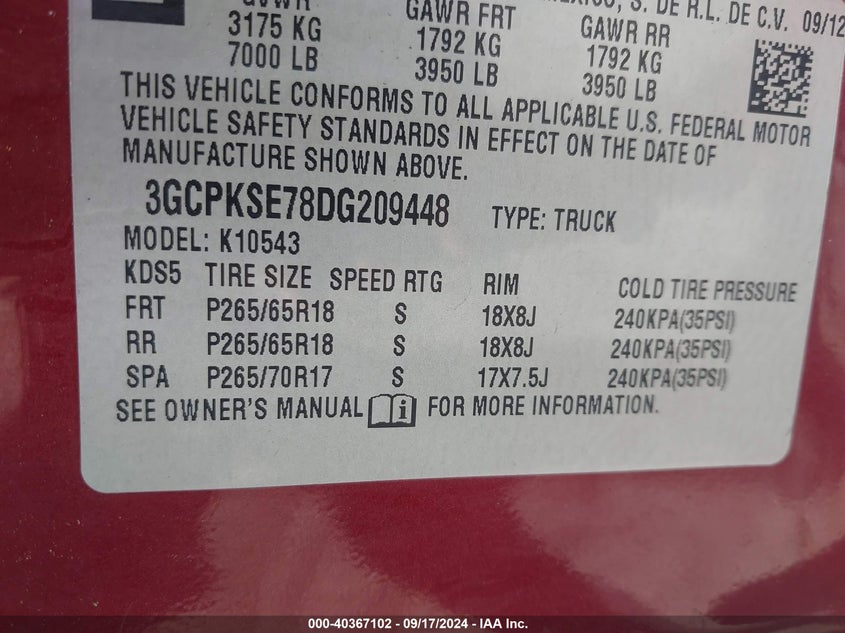 GVWR GAWR FRT GAWR RR MEXICO, S. DE R.L. DE C.V. 09/12
3175 KG 1792 KG 1792 KG
7000 LB 3950 LB 3950 LB
THIS VEHICLE CONFORMS TO ALL APPLICABLE U.S. FEDERAL MOTOR
VEHICLE SAFETY STANDARDS IN EFFECT ON THE DATE OF
MANUFACTURE SHOWN ABOVE.
3GCPKSE78DG209448 TYPE: TRUCK
MODEL: K10543
KDS5 TIRE SIZE SPEED RTG RIM COLD TIRE PRESSURE
FRT P265/65R18 S 18X8J 240KPA(35PSI)
RR P265/65R18 S 18X8J 240KPA(35PSI)
SPA P265/70R17 S 17X7.5J 240KPA(35PSI)
SEE OWNER'S MANUAL i FOR MORE INFORMATION.
000-40367102 - 09/17/2024 - IAA Inc.